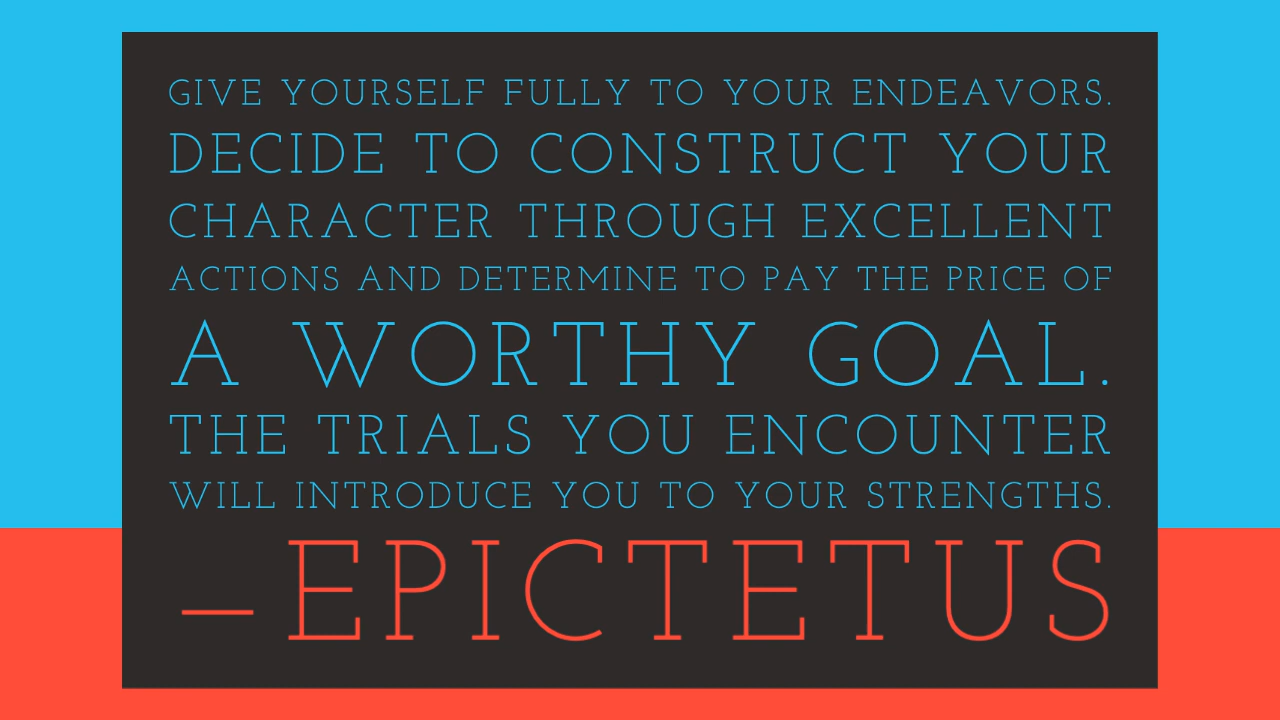 GIVE YOURSELF FULLY TO YOUR ENDEAVORS.
DECIDE TO CONSTRUCT YOUR
CHARACTER THROUGH EXCELLENT
ACTIONS AND DETERMINE TO PAY THE PRICE OF
A WORTHY GOAL.
THE TRIALS YOU ENCOUNTER
WILL INTRODUCE YOU TO YOUR STRENGTHS.
—EPICTETUS